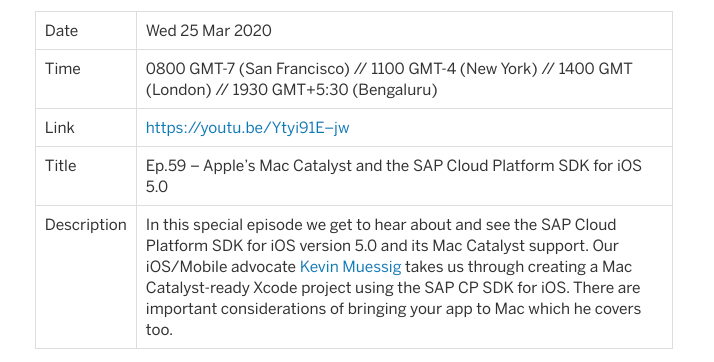 Date Wed 25 Mar 2020
Time 0800 GMT-7 (San Francisco) // 1100 GMT-4 (New York) // 1400 GMT
(London) // 1930 GMT+5:30 (Bengaluru)
Link https://youtu.be/Ytyi91E–jw
Title Ep.59 – Apple’s Mac Catalyst and the SAP Cloud Platform SDK for iOS
5.0
Description In this special episode we get to hear about and see the SAP Cloud
Platform SDK for iOS version 5.0 and its Mac Catalyst support. Our
iOS/Mobile advocate Kevin Muessig takes us through creating a Mac
Catalyst-ready Xcode project using the SAP CP SDK for iOS. There are
important considerations of bringing your app to Mac which he covers
too.